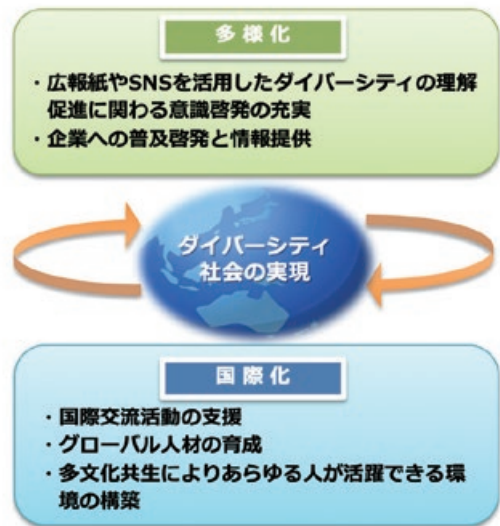 多様化
・広報紙やSNSを活用したダイバーシティの理解
促進に関わる意識啓発の充実
・企業への普及啓発と情報提供
ダイバーシティ
社会の実現
国際化
・国際交流活動の支援
・グローバル人材の育成
・多文化共生によりあらゆる人が活躍できる環
境の構築